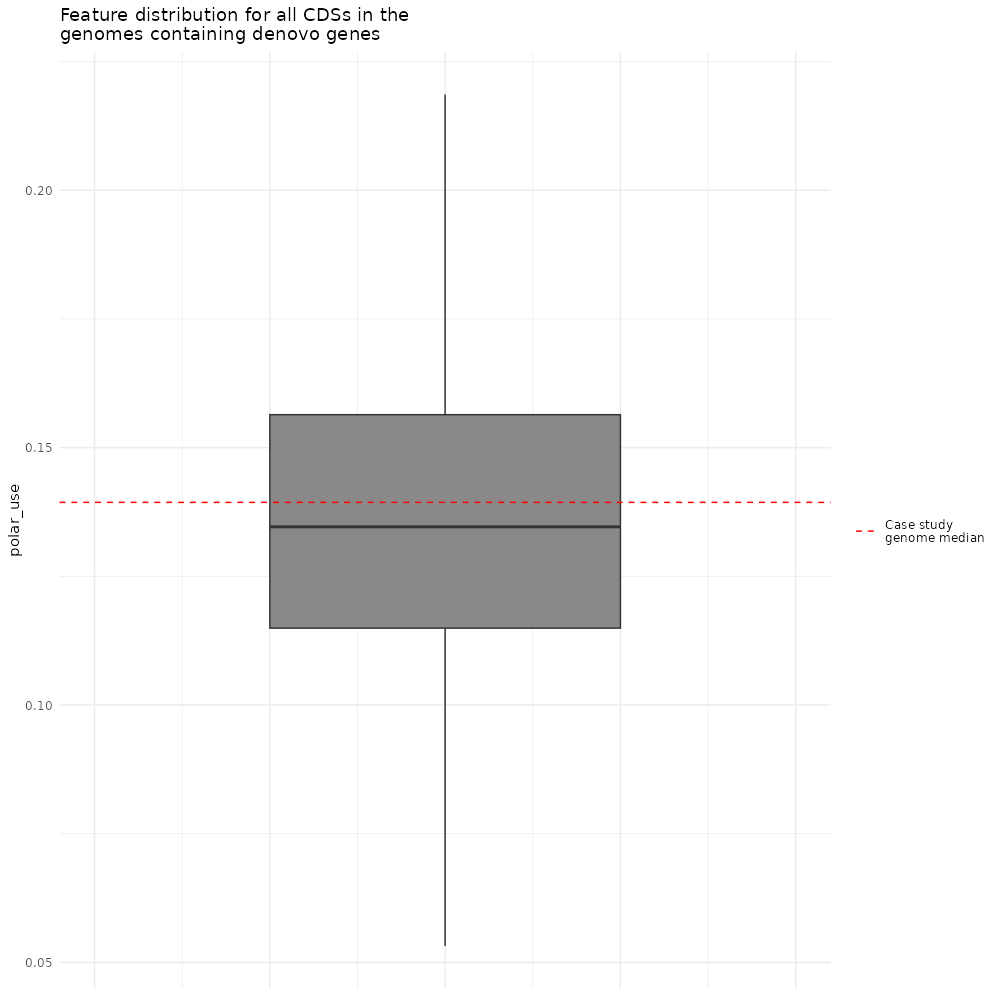 Feature distribution for all CDSs in the
genomes containing denovo genes
0.20
0.15
0.10
0.05
polar_use
Case study
genome median